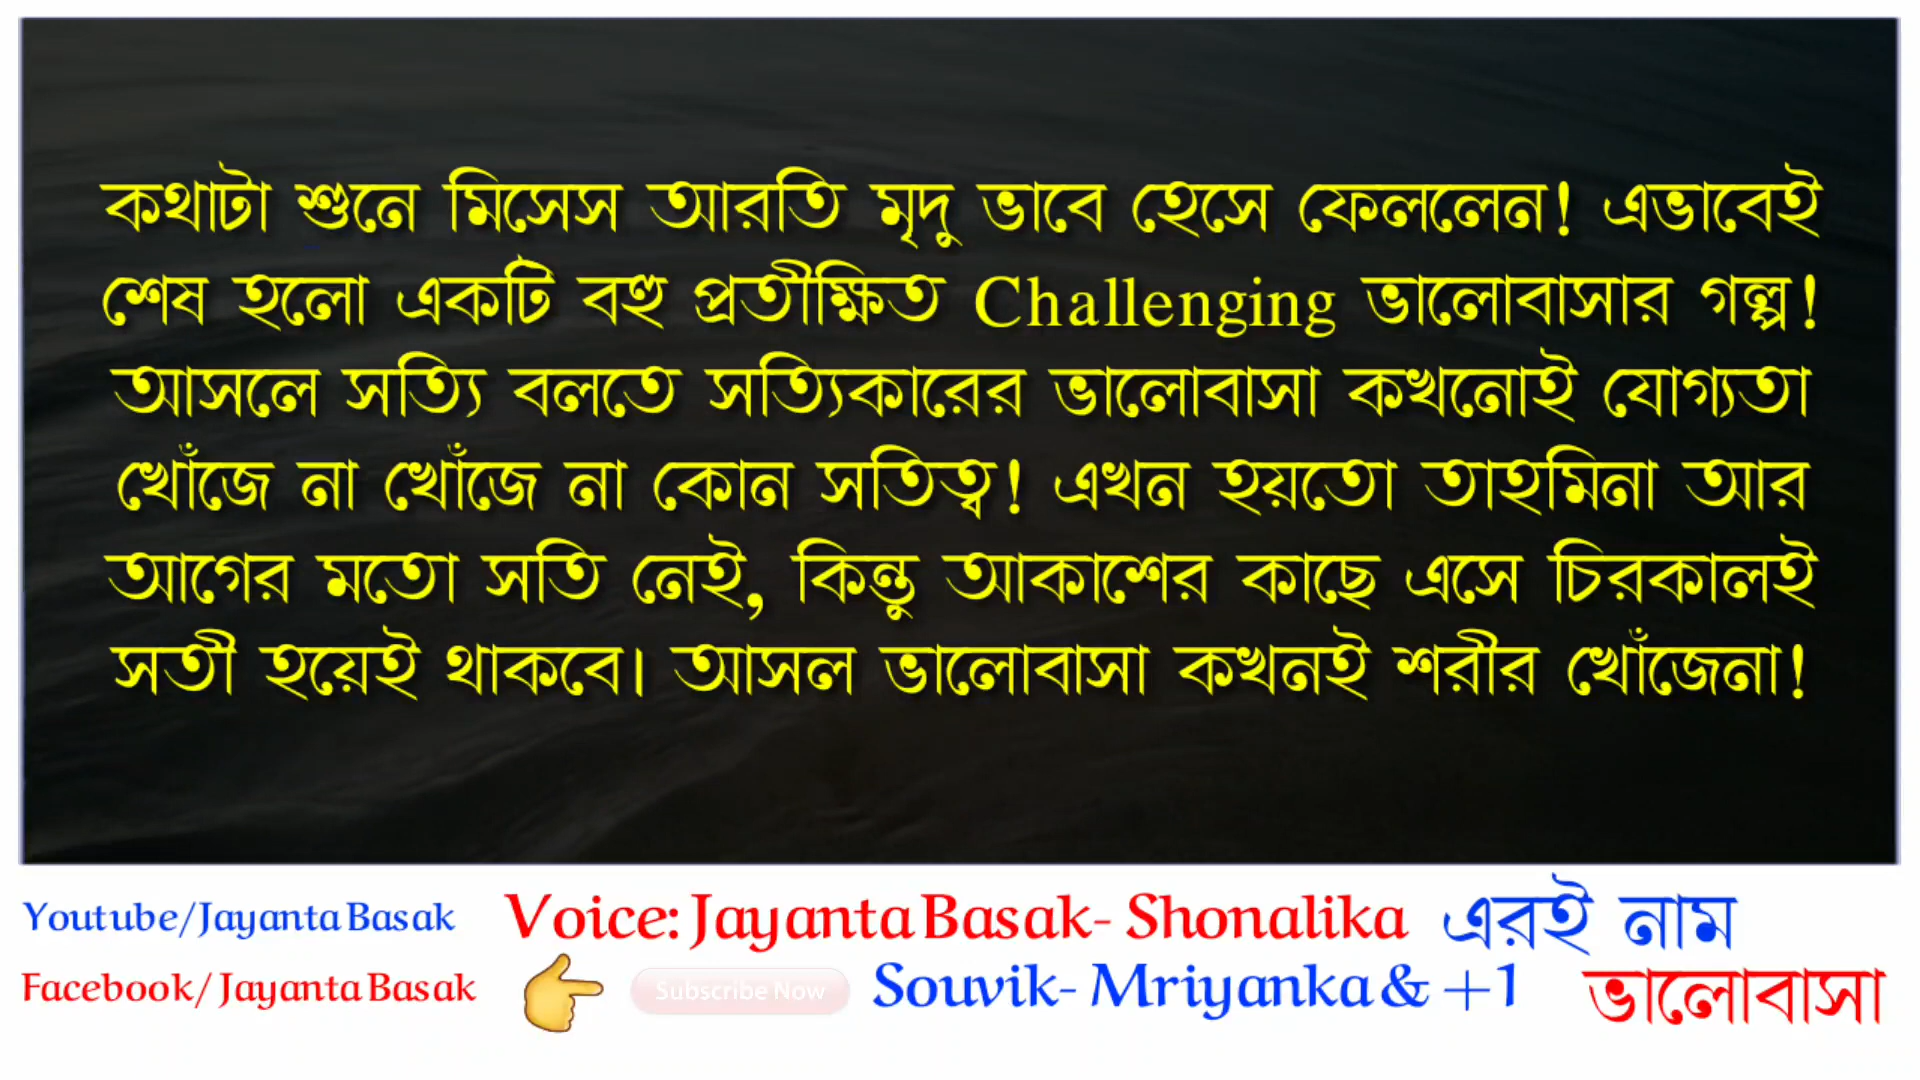 কথাটা শুনে মিসেস আরতি মৃদু ভাবে হেসে ফেললেন! এভাবেই
শেষ হলো একটি বহু প্রতীক্ষিত Challenging ভালোবাসার গল্প!
আসলে সত্যি বলতে সত্যিকারের ভালোবাসা কখনোই যোগ্যতা
খোঁজে না খোঁজে না কোন সতিত্ব! এখন হয়তো তাহমিনা আর
আগের মতো সতি নেই, কিন্তু আকাশের কাছে এসে চিরকালই
সতী হয়েই থাকবে। আসল ভালোবাসা কখনই শরীর খোঁজেনা!
Youtube/Jayanta Basak
Facebook/ Jayanta Basak
Voice: Jayanta Basak- Shonalika
Subscribe Now
Souvik- Mriyanka & +1
এরই নাম
ভালোবাসা